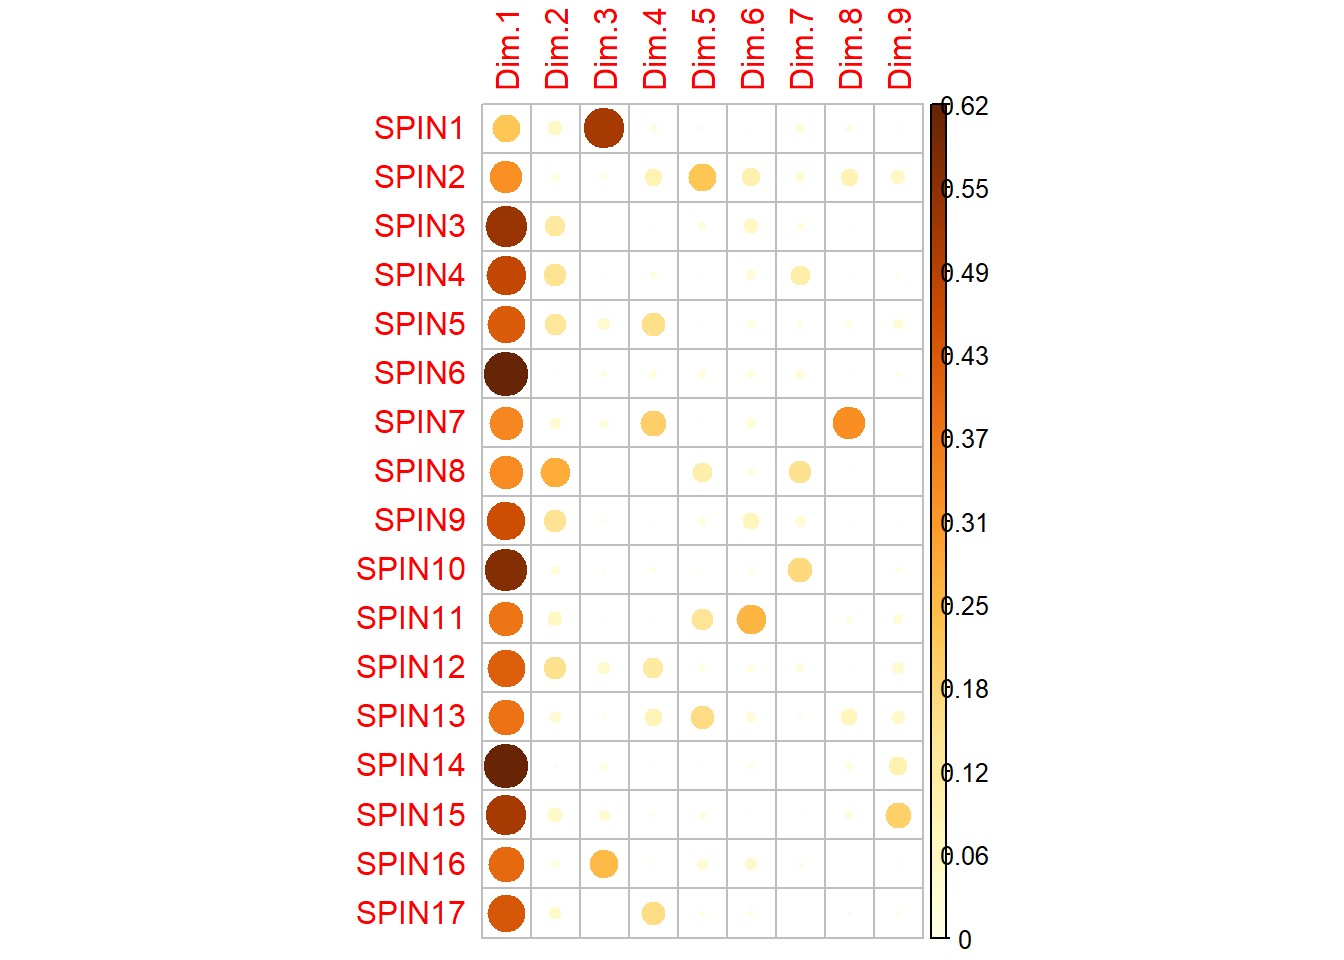 Dim.1 Dim.2 Dim.3 Dim.4 Dim.5 Dim.6 Dim.7 Dim.8 Dim.9
SPIN1
SPIN2
SPIN3
SPIN4
SPIN5
SPIN6
SPIN7
SPIN8
SPIN9
SPIN10
SPIN11
SPIN12
SPIN13
SPIN14
SPIN15
SPIN16
SPIN17
0.62
0.55
0.49
0.43
0.37
0.31
0.25
0.18
0.12
0.06
0